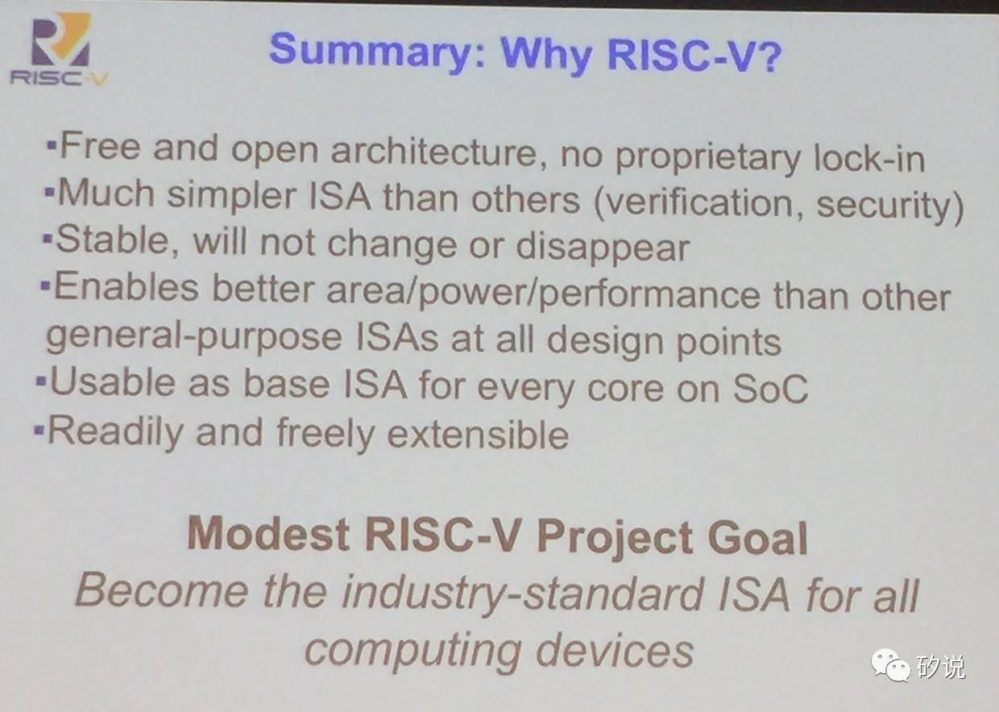 RISC-V
Summary: Why RISC-V?
▪Free and open architecture, no proprietary lock-in
▪Much simpler ISA than others (verification, security)
▪Stable, will not change or disappear
▪Enables better area/power/performance than other
general-purpose ISAs at all design points
▪Usable as base ISA for every core on SoC
▪Readily and freely extensible
Modest RISC-V Project Goal
Become the industry-standard ISA for all
computing devices
矽说